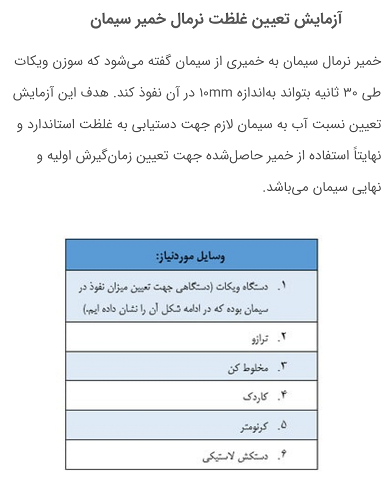 آزمایش تعیین غلظت نرمال خمیر سیمان
خمیر نرمال سیمان به خمیری از سیمان گفته می‌شود که سوزن ویکات
طی ۳۰ ثانیه بتواند به‌اندازه ۱۰mm در آن نفوذ کند. هدف این آزمایش
تعیین نسبت آب به سیمان لازم جهت دستیابی به غلظت استاندارد و
نهایتاً استفاده از خمیر حاصل‌شده جهت تعیین زمان‌گیرش اولیه و
نهایی سیمان می‌باشد.
وسایل موردنیاز:
۱. دستگاه ویکات (دستگاهی جهت تعیین میزان نفوذ در
سیمان بوده که در ادامه شکل آن را نشان داده ایم.)
۲. ترازو
۳. مخلوط کن
۴. کاردک
۵. کرنومتر
۶. دستکش لاستیکی